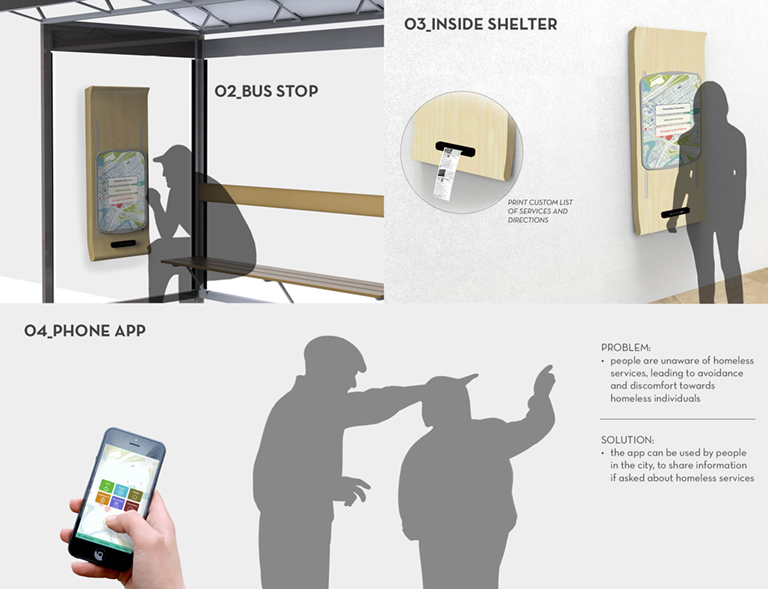 02_BUS STOP
03_INSIDE SHELTER
PRINT CUSTOM LIST
OF SERVICES AND
DIRECTIONS
04_PHONE APP
PROBLEM:
• people are unaware of homeless
services, leading to avoidance
and discomfort towards
homeless individuals
SOLUTION:
• the app can be used by people
in the city, to share information
if asked about homeless services